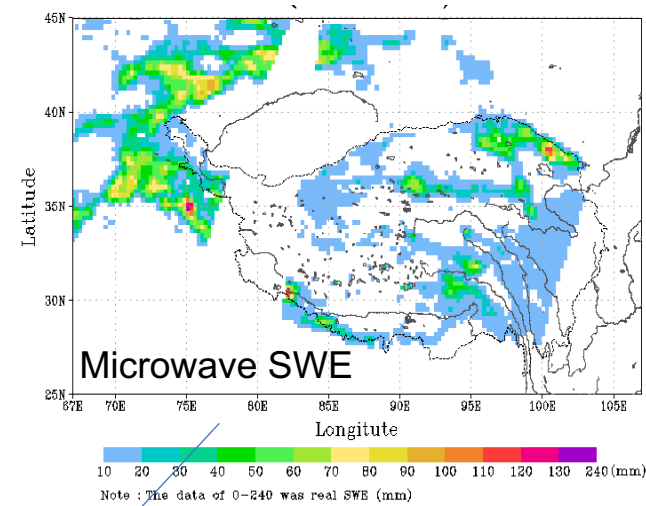 45N
40N
35N
30N
25N
Latitude
Microwave SWE
67E 70E 75E 80E 85E 90E 95E 100E 105E
Longitute
10 20 30 40 50 60 70 80 90 100 110 120 130 240 (mm)
Note : The data of 0-240 was real SWE (mm)